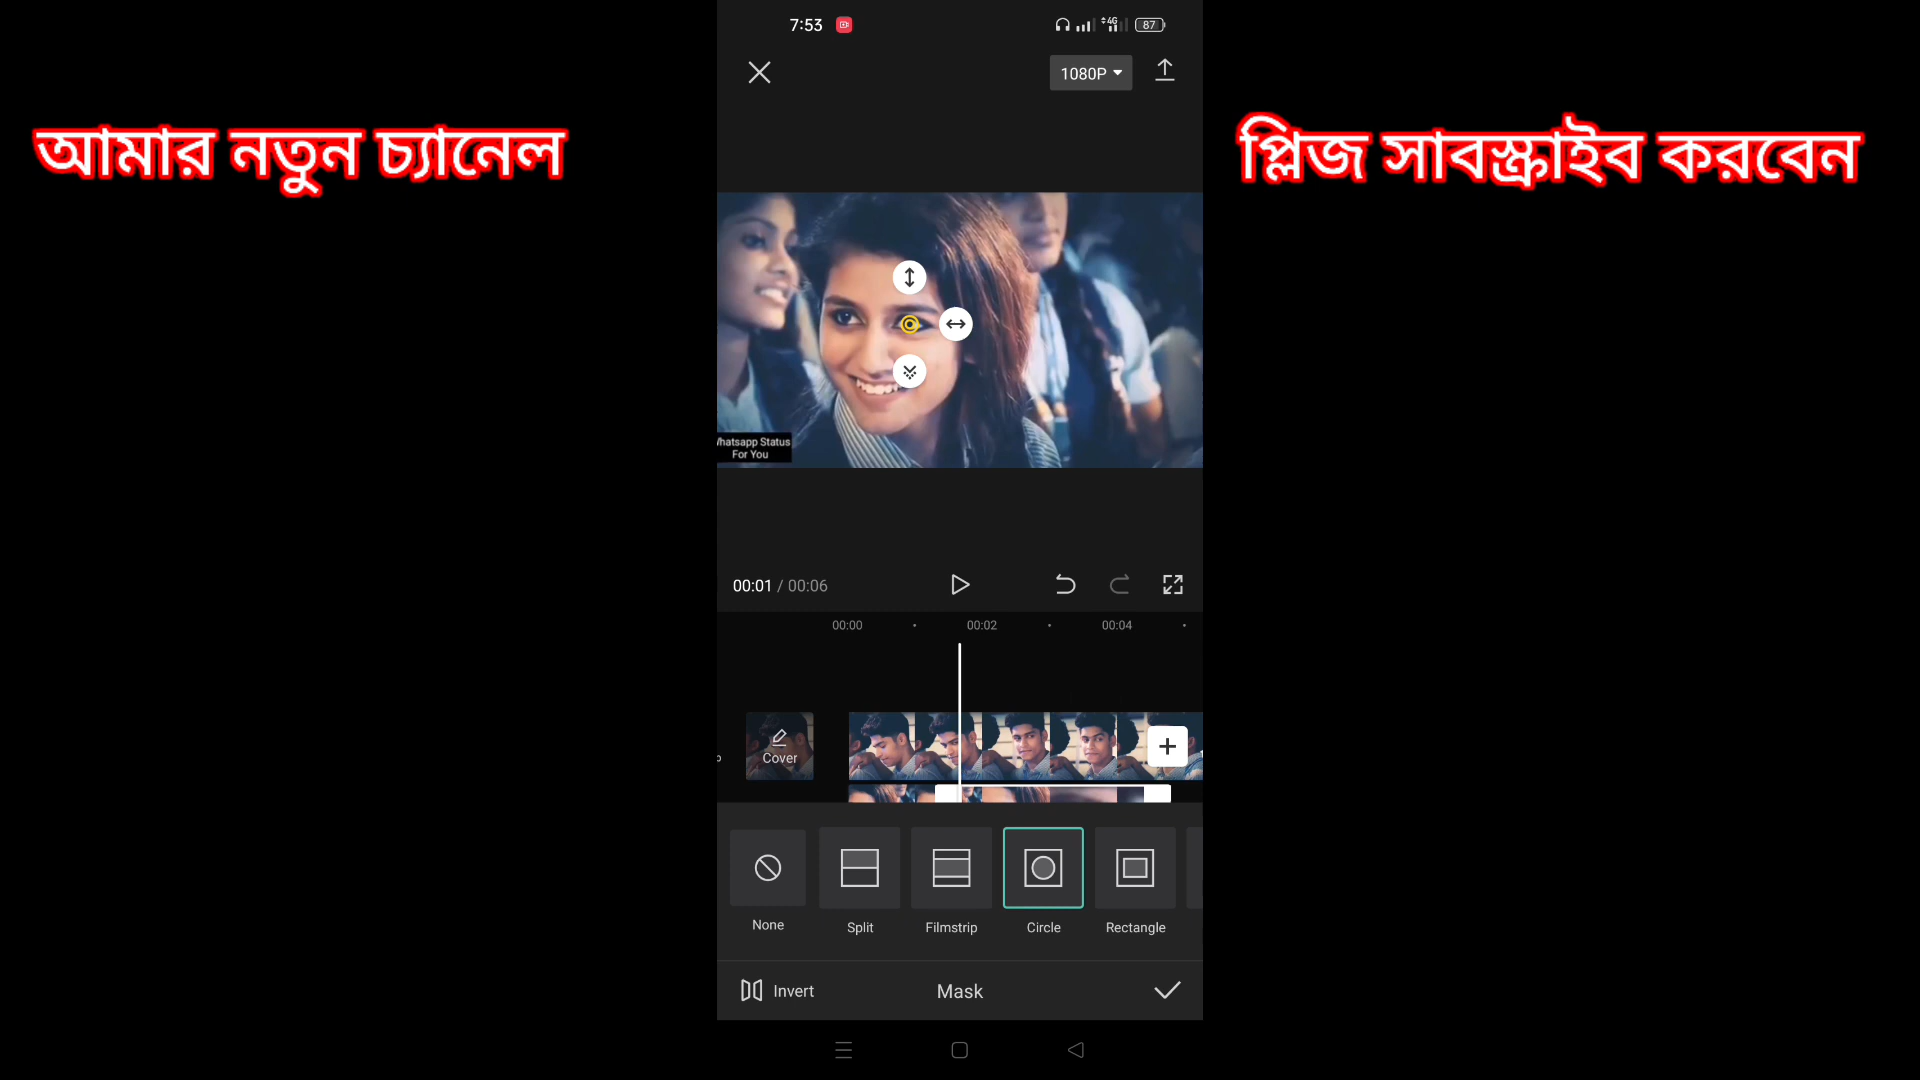 7:53
4G
87
1080P
আমার নতুন চ্যানেল
প্লিজ সাবস্ক্রাইব করবেন
hatsapp Status
For You
00:01 / 00:06
00:00
00:02
00:04
Cover
None
Split
Filmstrip
Circle
Rectangle
Invert
Mask